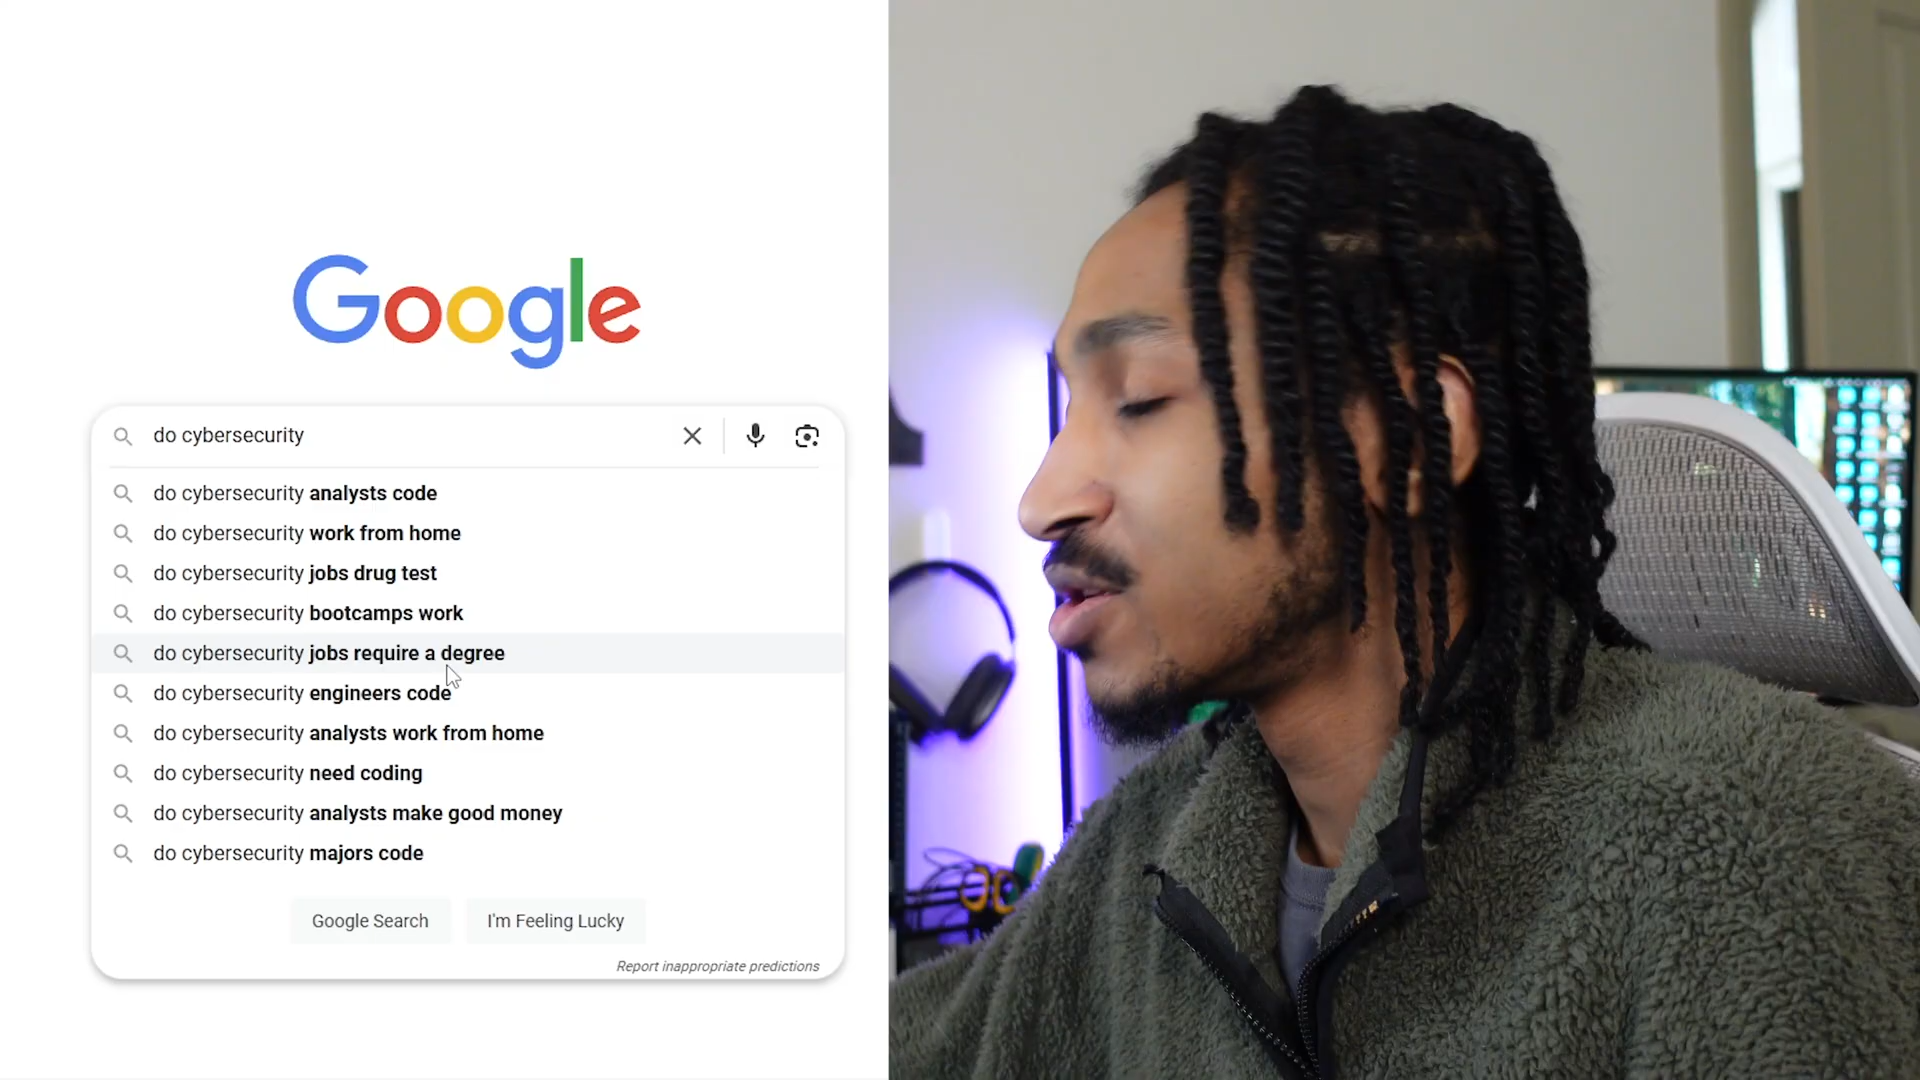 Google
do cybersecurity
do cybersecurity analysts code
do cybersecurity work from home
do cybersecurity jobs drug test
do cybersecurity bootcamps work
do cybersecurity jobs require a degree
do cybersecurity engineers code
do cybersecurity analysts work from home
do cybersecurity need coding
do cybersecurity analysts make good money
do cybersecurity majors code
Google Search
I'm Feeling Lucky
Report inappropriate predictions